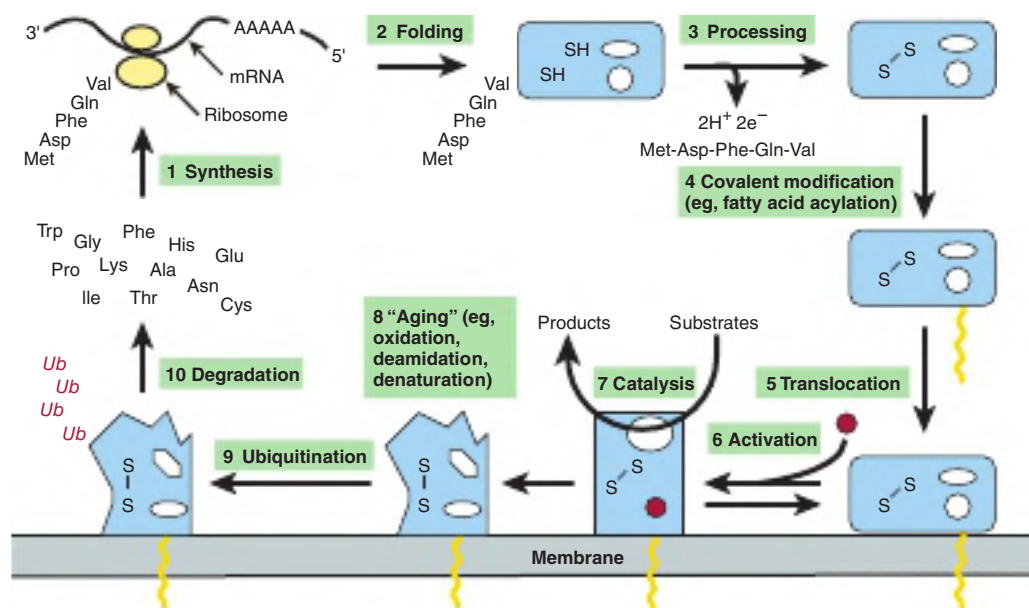 3'
AAAAA
5'
mRNA
Ribosome
Val
Gln
Phe
Asp
Met
1 Synthesis
2 Folding
Val
Gln
Phe
Asp
Met
SH
SH
3 Processing
2H+ 2e−
Met-Asp-Phe-Gln-Val
S
S
4 Covalent modification
(eg, fatty acid acylation)
S
S
5 Translocation
6 Activation
S
S
Products
Substrates
7 Catalysis
S
S
8 “Aging” (eg,
oxidation,
deamidation,
denaturation)
S
S
9 Ubiquitination
Ub
Ub
Ub
Ub
S
S
10 Degradation
Trp
Gly
Phe
His
Glu
Pro
Lys
Ala
Asn
Ile
Thr
Cys
Membrane